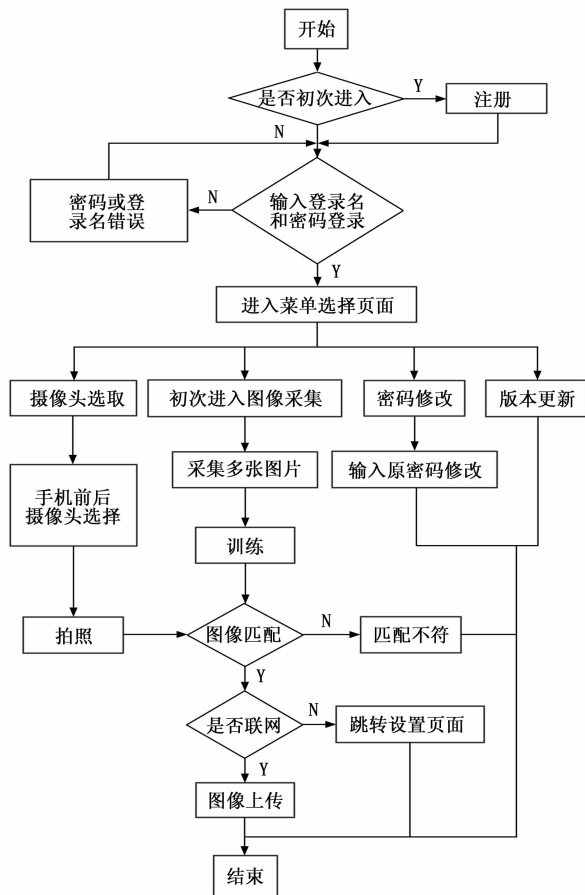 开始
是否初次进入
Y
注册
N
密码或登
录名错误
N
输入登录名
和密码登录
Y
进入菜单选择页面
摄像头选取
初次进入图像采集
密码修改
版本更新
手机前后
摄像头选择
采集多张图片
输入原密码修改
训练
拍照
图像匹配
N
匹配不符
Y
是否联网
N
跳转设置页面
Y
图像上传
结束